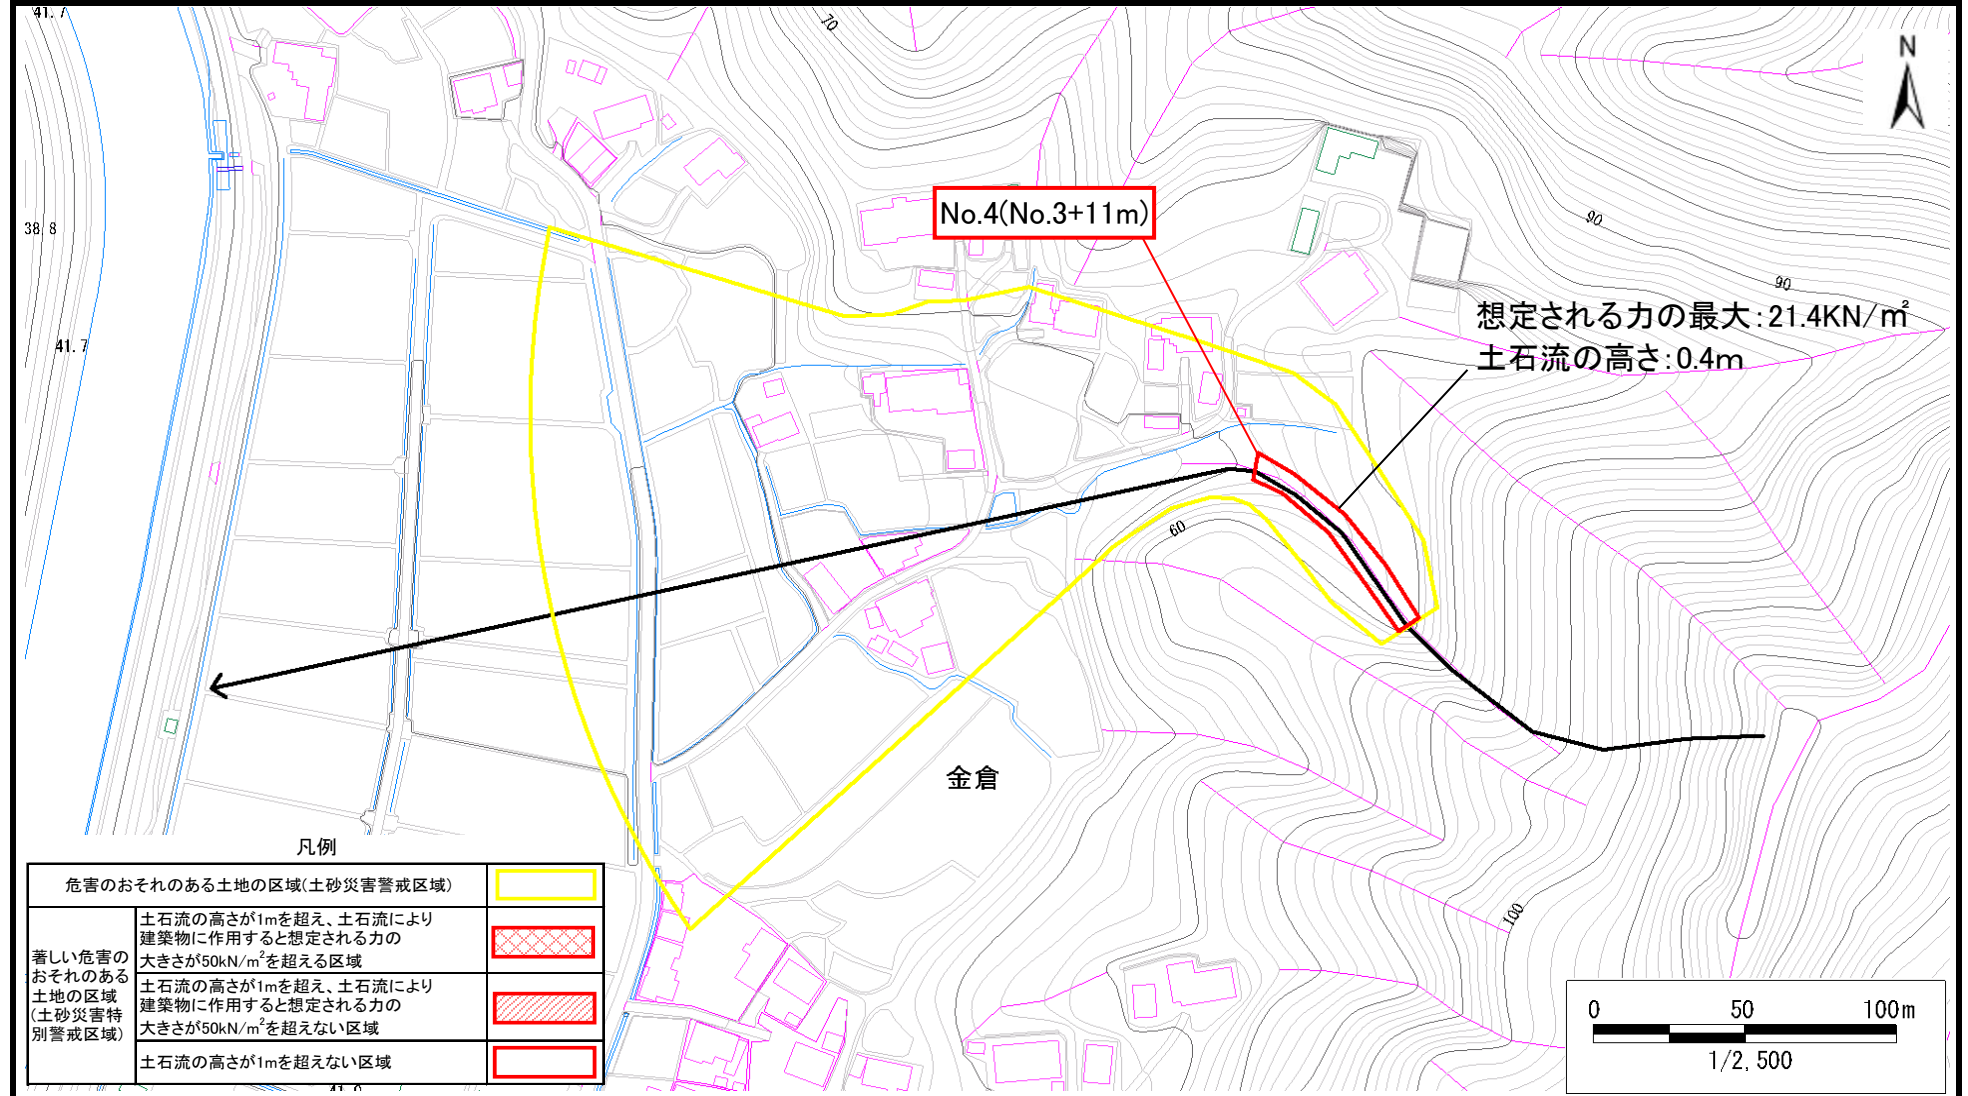 41.7
70
N
No.4(No.3+11m)
38.8
90
90
想定される力の最大:21.4KN/㎡
土石流の高さ:0.4m
41.7
60
金倉
100
凡例
危害のおそれのある土地の区域(土砂災害警戒区域)
著しい危害の
おそれのある
土地の区域
(土砂災害特
別警戒区域)
土石流の高さが1mを超え、土石流により
建築物に作用すると想定される力の
大きさが50kN/m²を超える区域
土石流の高さが1mを超え、土石流により
建築物に作用すると想定される力の
大きさが50kN/m²を超えない区域
土石流の高さが1mを超えない区域
0 50 100m
1/2,500